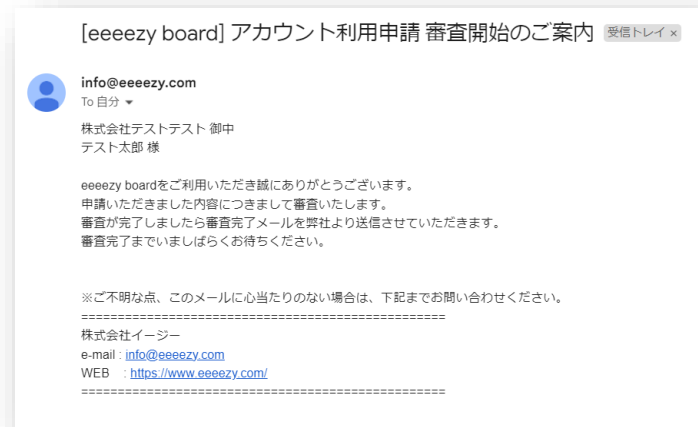 [eeeezy board] アカウント利用申請 審査開始のご案内 受信トレイ ×
info@eeeezy.com
To 自分
株式会社テストテスト 御中
テスト太郎 様
eeeezy boardをご利用いただき誠にありがとうございます。
申請いただきました内容につきまして審査いたします。
審査が完了しましたら審査完了メールを弊社より送信させていただきます。
審査完了までいましばらくお待ちください。
※ご不明な点、このメールに心当たりのない場合は、下記までお問い合わせください。
==================================================
株式会社イージー
e-mail : info@eeeezy.com
WEB : https://www.eeeezy.com/
==================================================